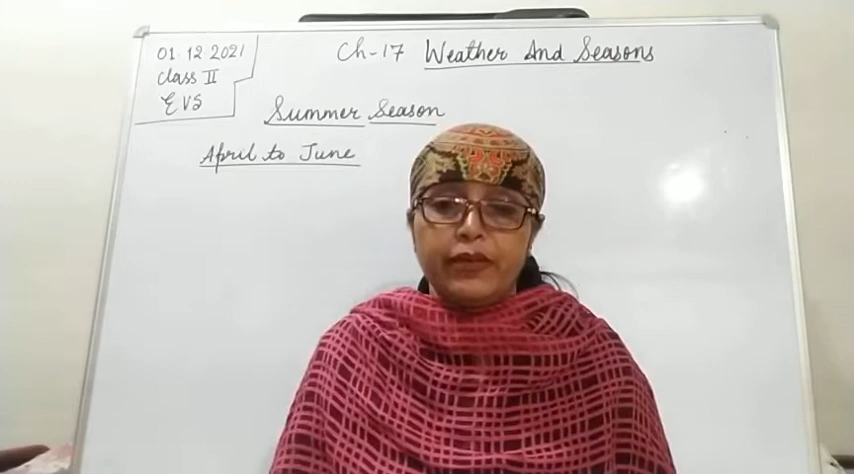 01.12.2021
Class II
EVS
Ch-17 Weather And Seasons
Summer Season
April to June